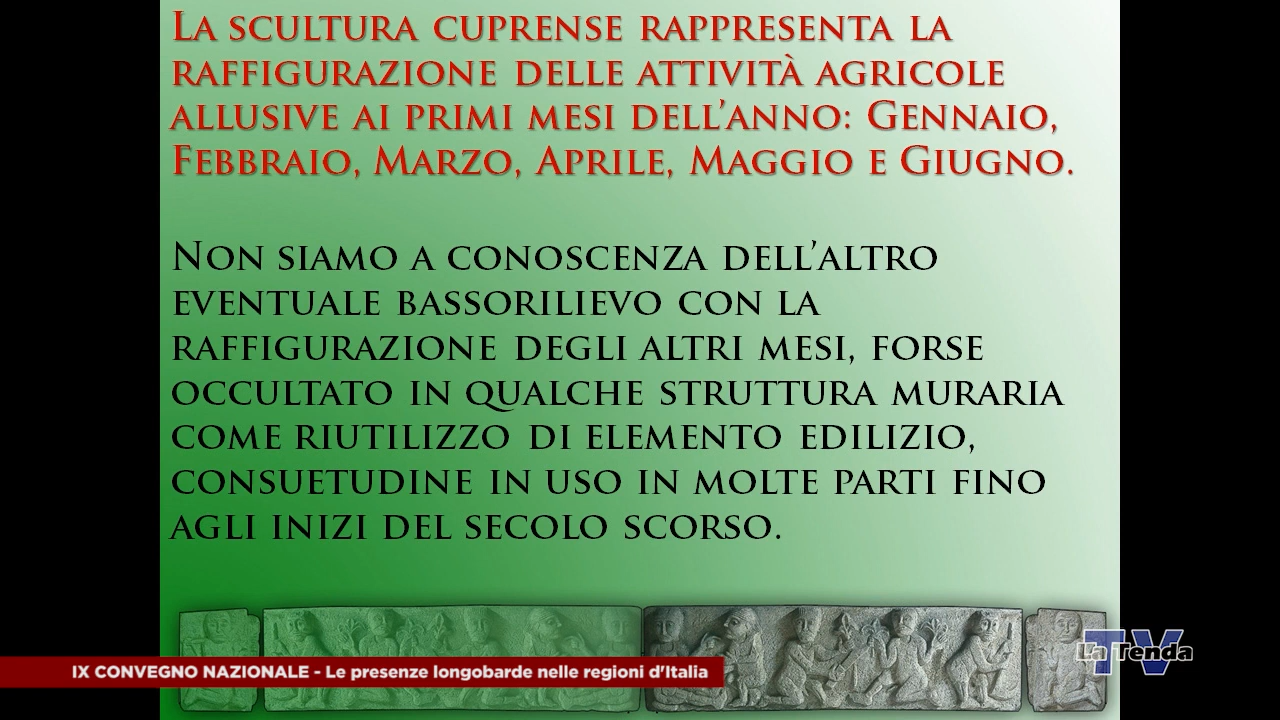 La scultura cuprense rappresenta la
raffigurazione delle attività agricole
allusive ai primi mesi dell'anno: Gennaio,
Febbraio, Marzo, Aprile, Maggio e Giugno.
Non siamo a conoscenza dell'altro
eventuale bassorilievo con la
raffigurazione degli altri mesi, forse
occultato in qualche struttura muraria
come riutilizzo di elemento edilizio,
consuetudine in uso in molte parti fino
agli inizi del secolo scorso.
TV
La Tenda
IX CONVEGNO NAZIONALE - Le presenze longobarde nelle regioni d'Italia